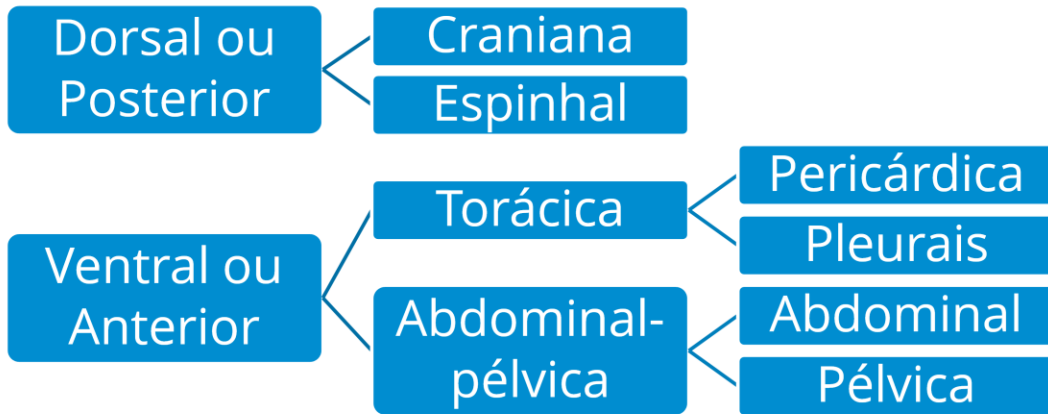 Dorsal ou
Posterior
Craniana
Espinhal
Ventral ou
Anterior
Torácica
Pericárdica
Pleurais
Abdominal-
pélvica
Abdominal
Pélvica